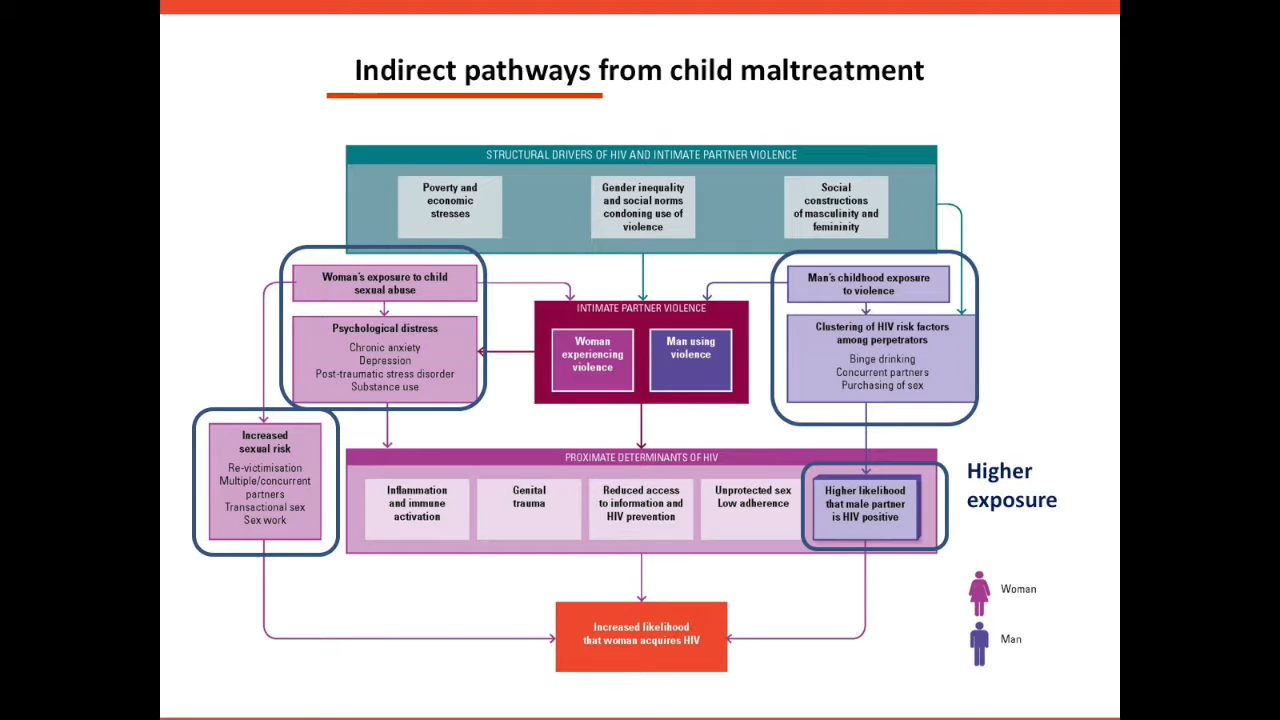 Indirect pathways from child maltreatment
STRUCTURAL DRIVERS OF HIV AND INTIMATE PARTNER VIOLENCE
Poverty and
economic
stresses
Gender inequality
and social norms
condoning use of
violence
Social
constructions
of masculinity and
femininity
Woman's exposure to child
sexual abuse
Psychological distress
Chronic anxiety
Depression
Post-traumatic stress disorder
Substance use
INTIMATE PARTNER VIOLENCE
Woman
experiencing
violence
Man using
violence
Man's childhood exposure
to violence
Clustering of HIV risk factors
among perpetrators
Binge drinking
Concurrent partners
Purchasing of sex
Increased
sexual risk
Re-victimisation
Multiple/concurrent
partners
Transactional sex
Sex work
PROXIMATE DETERMINANTS OF HIV
Inflammation
and immune
activation
Genital
trauma
Reduced access
to information and
HIV prevention
Unprotected sex
Low adherence
Higher likelihood
that male partner
is HIV positive
Higher
exposure
Increased likelihood
that woman acquires HIV
Woman
Man